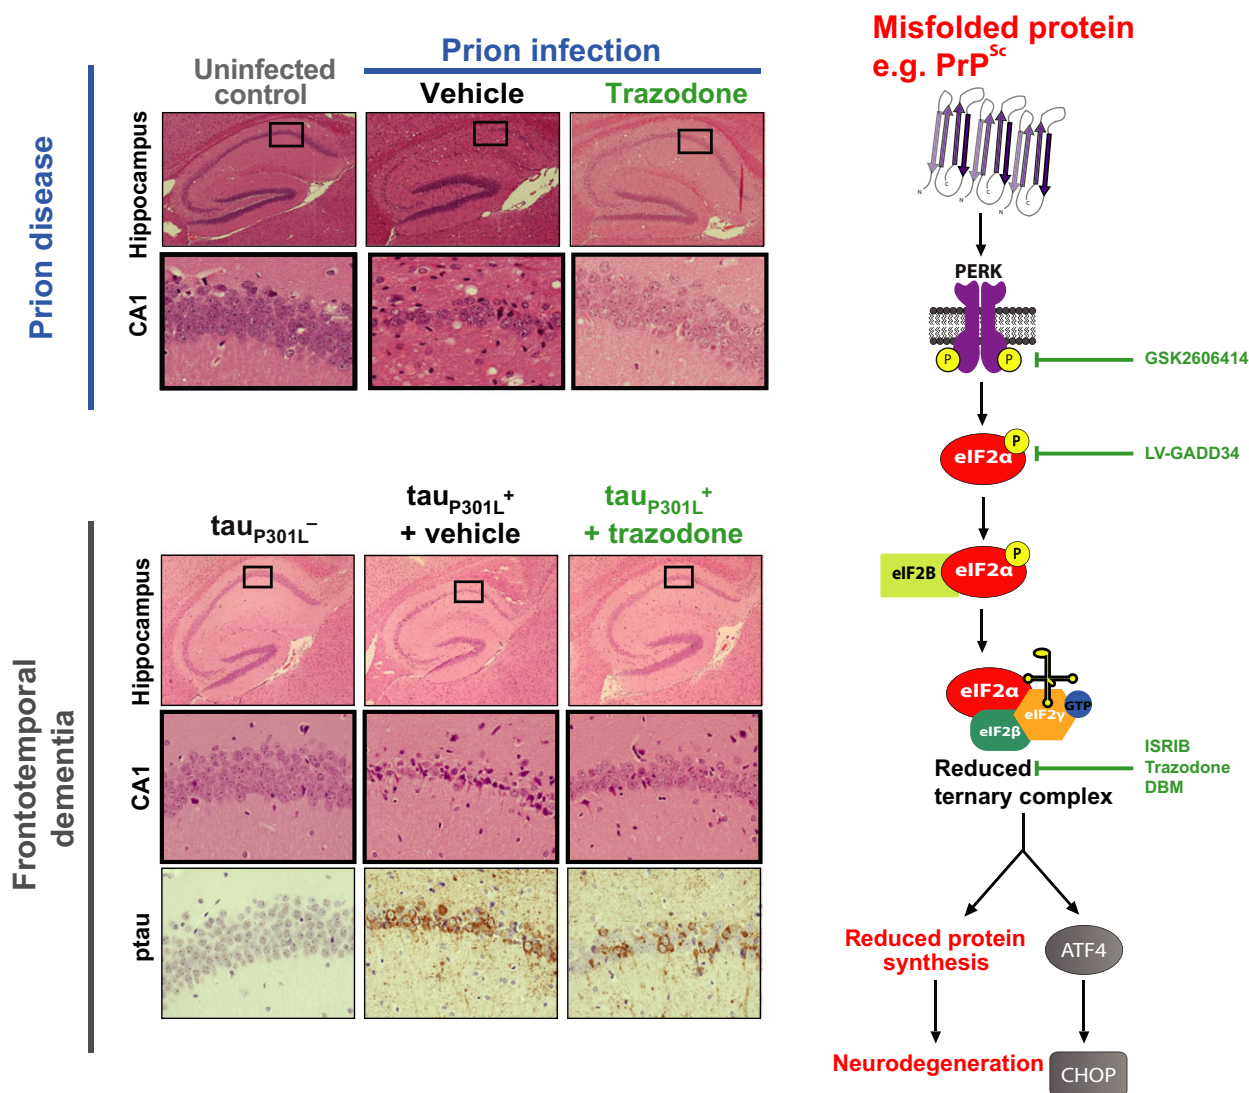 Prion disease
Prion infection
Uninfected
control
Vehicle
Trazodone
Hippocampus
CA1
Frontotemporal
dementia
tauP301L–
tauP301L+
+ vehicle
tauP301L+
+ trazodone
Hippocampus
CA1
ptau
Misfolded protein
e.g. PrPSc
N
C
N
C
N
C
PERK
P
P
GSK2606414
eIF2α
P
LV-GADD34
eIF2B
eIF2α
P
eIF2α
eIF2β
eIF2γ
GTP
Reduced
ternary complex
ISRIB
Trazodone
DBM
Reduced protein
synthesis
ATF4
Neurodegeneration
CHOP